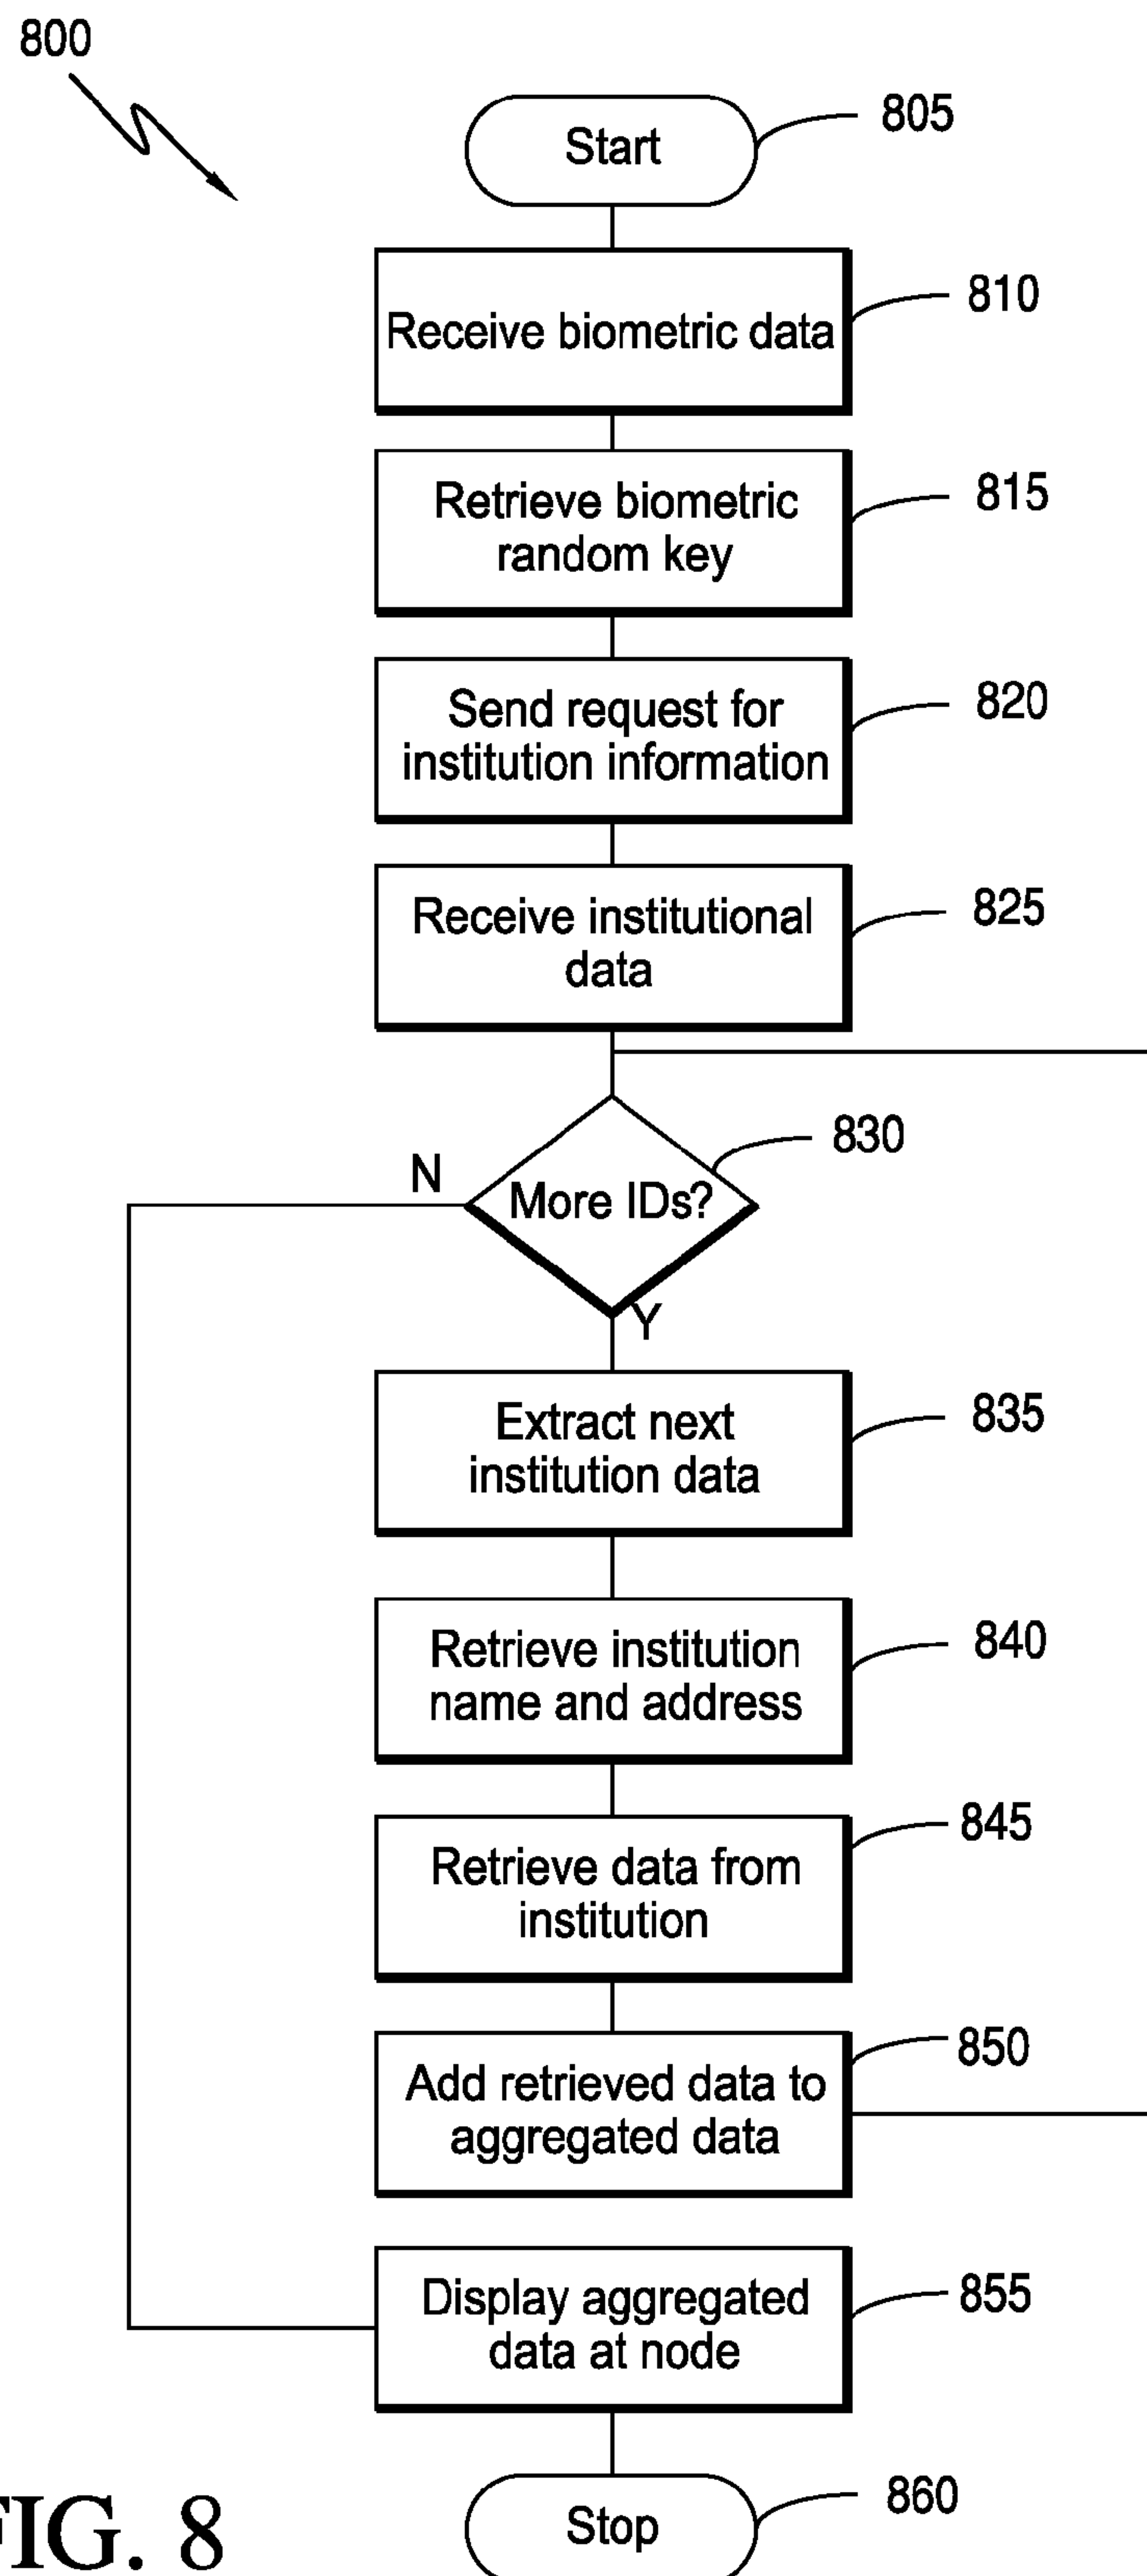 800
Start
805
Receive biometric data
810
Retrieve biometric
random key
815
Send request for
institution information
820
Receive institutional
data
825
N
More IDs?
830
Y
Extract next
institution data
835
Retrieve institution
name and address
840
Retrieve data from
institution
845
Add retrieved data to
aggregated data
850
Display aggregated
data at node
855
Stop
860
FIG. 8